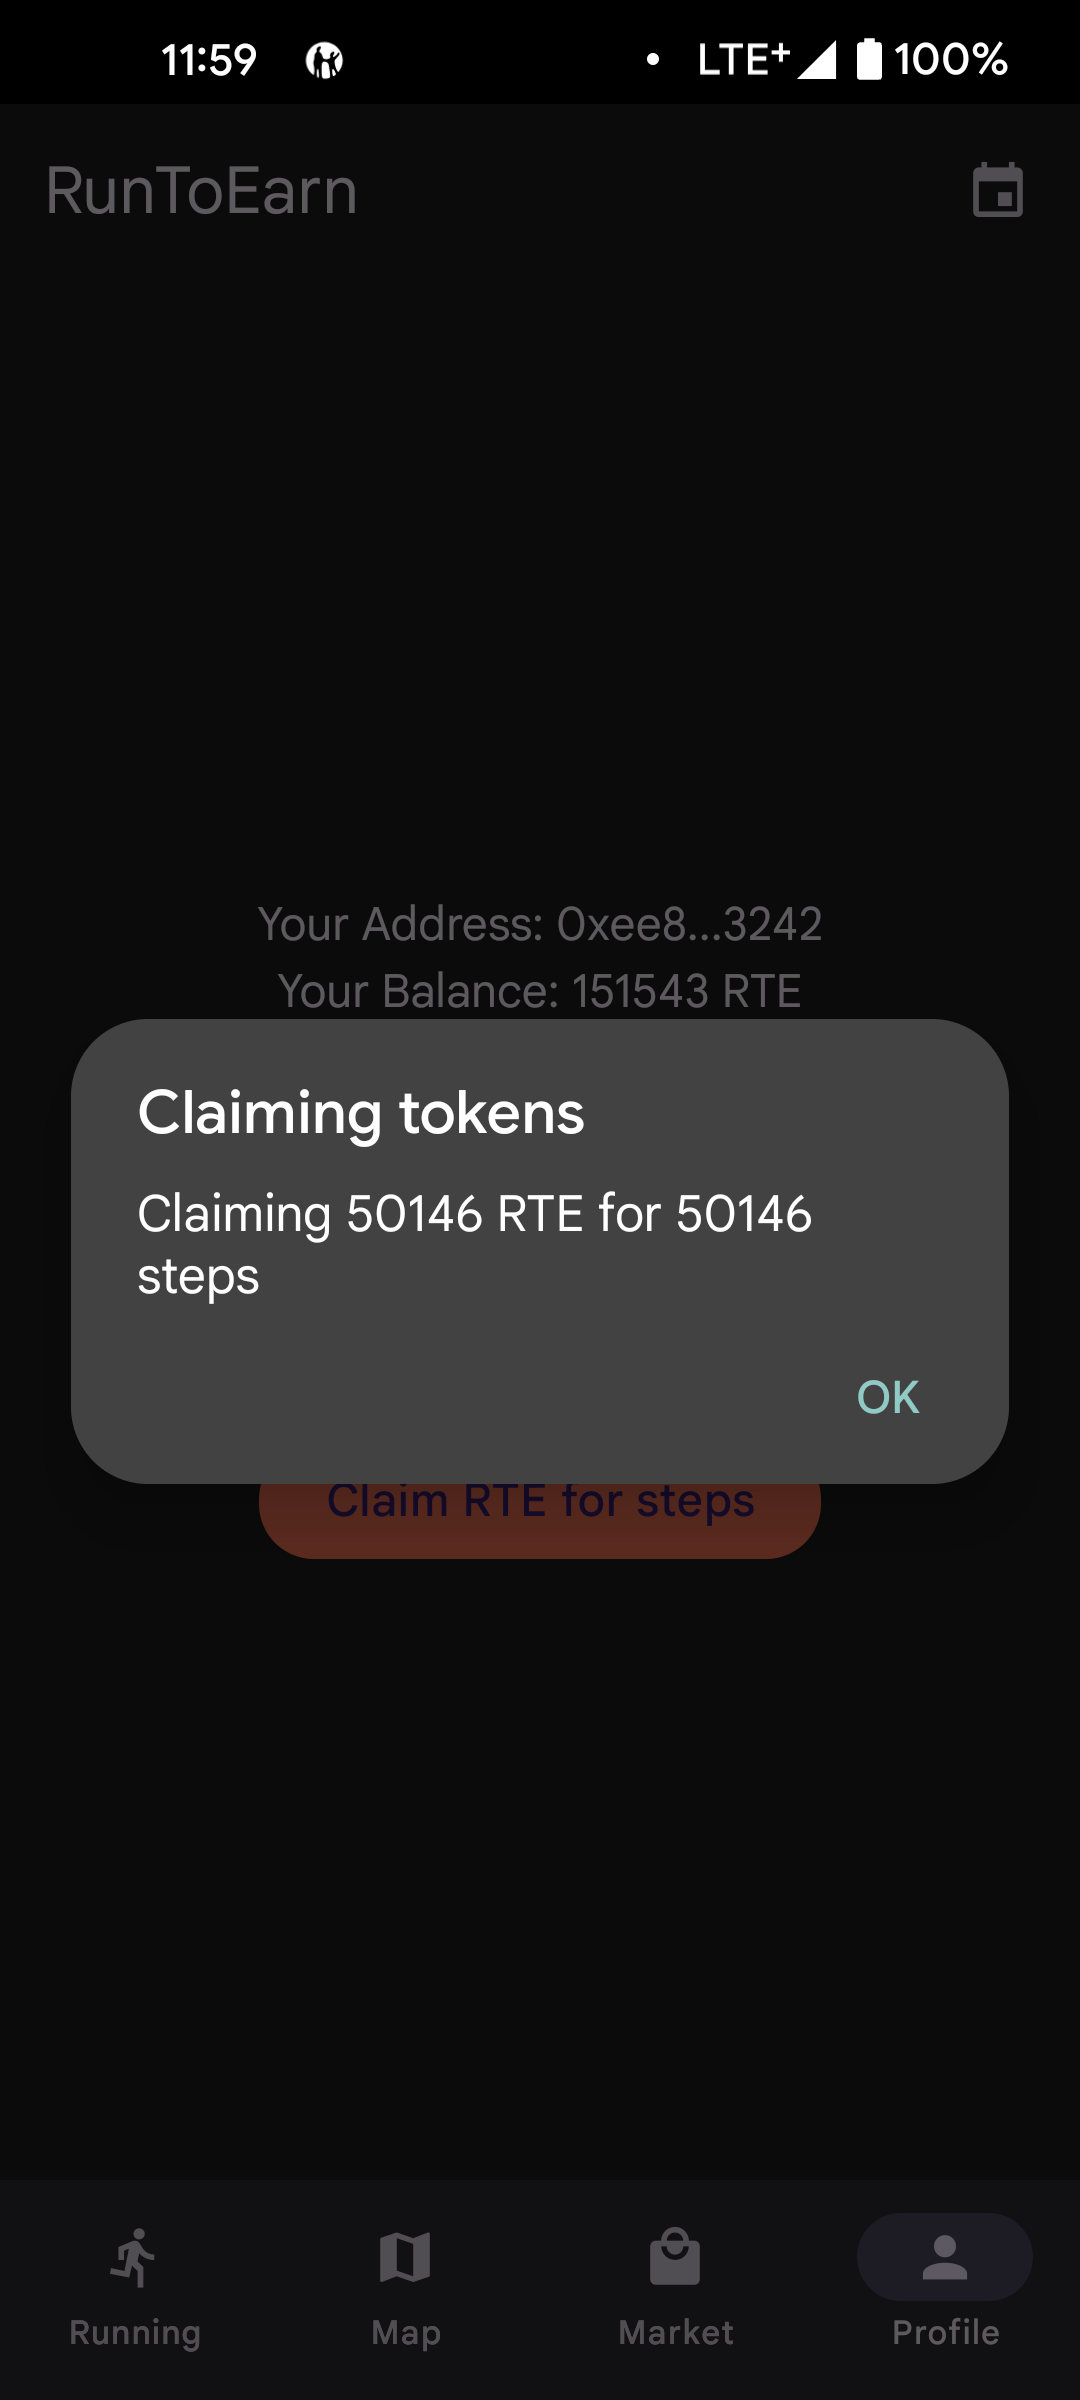 11:59
LTE+ 100%
RunToEarn
Your Address: 0xee8...3242
Your Balance: 151543 RTE
Claiming tokens
Claiming 50146 RTE for 50146
steps
OK
Claim RTE for steps
Running Map Market Profile